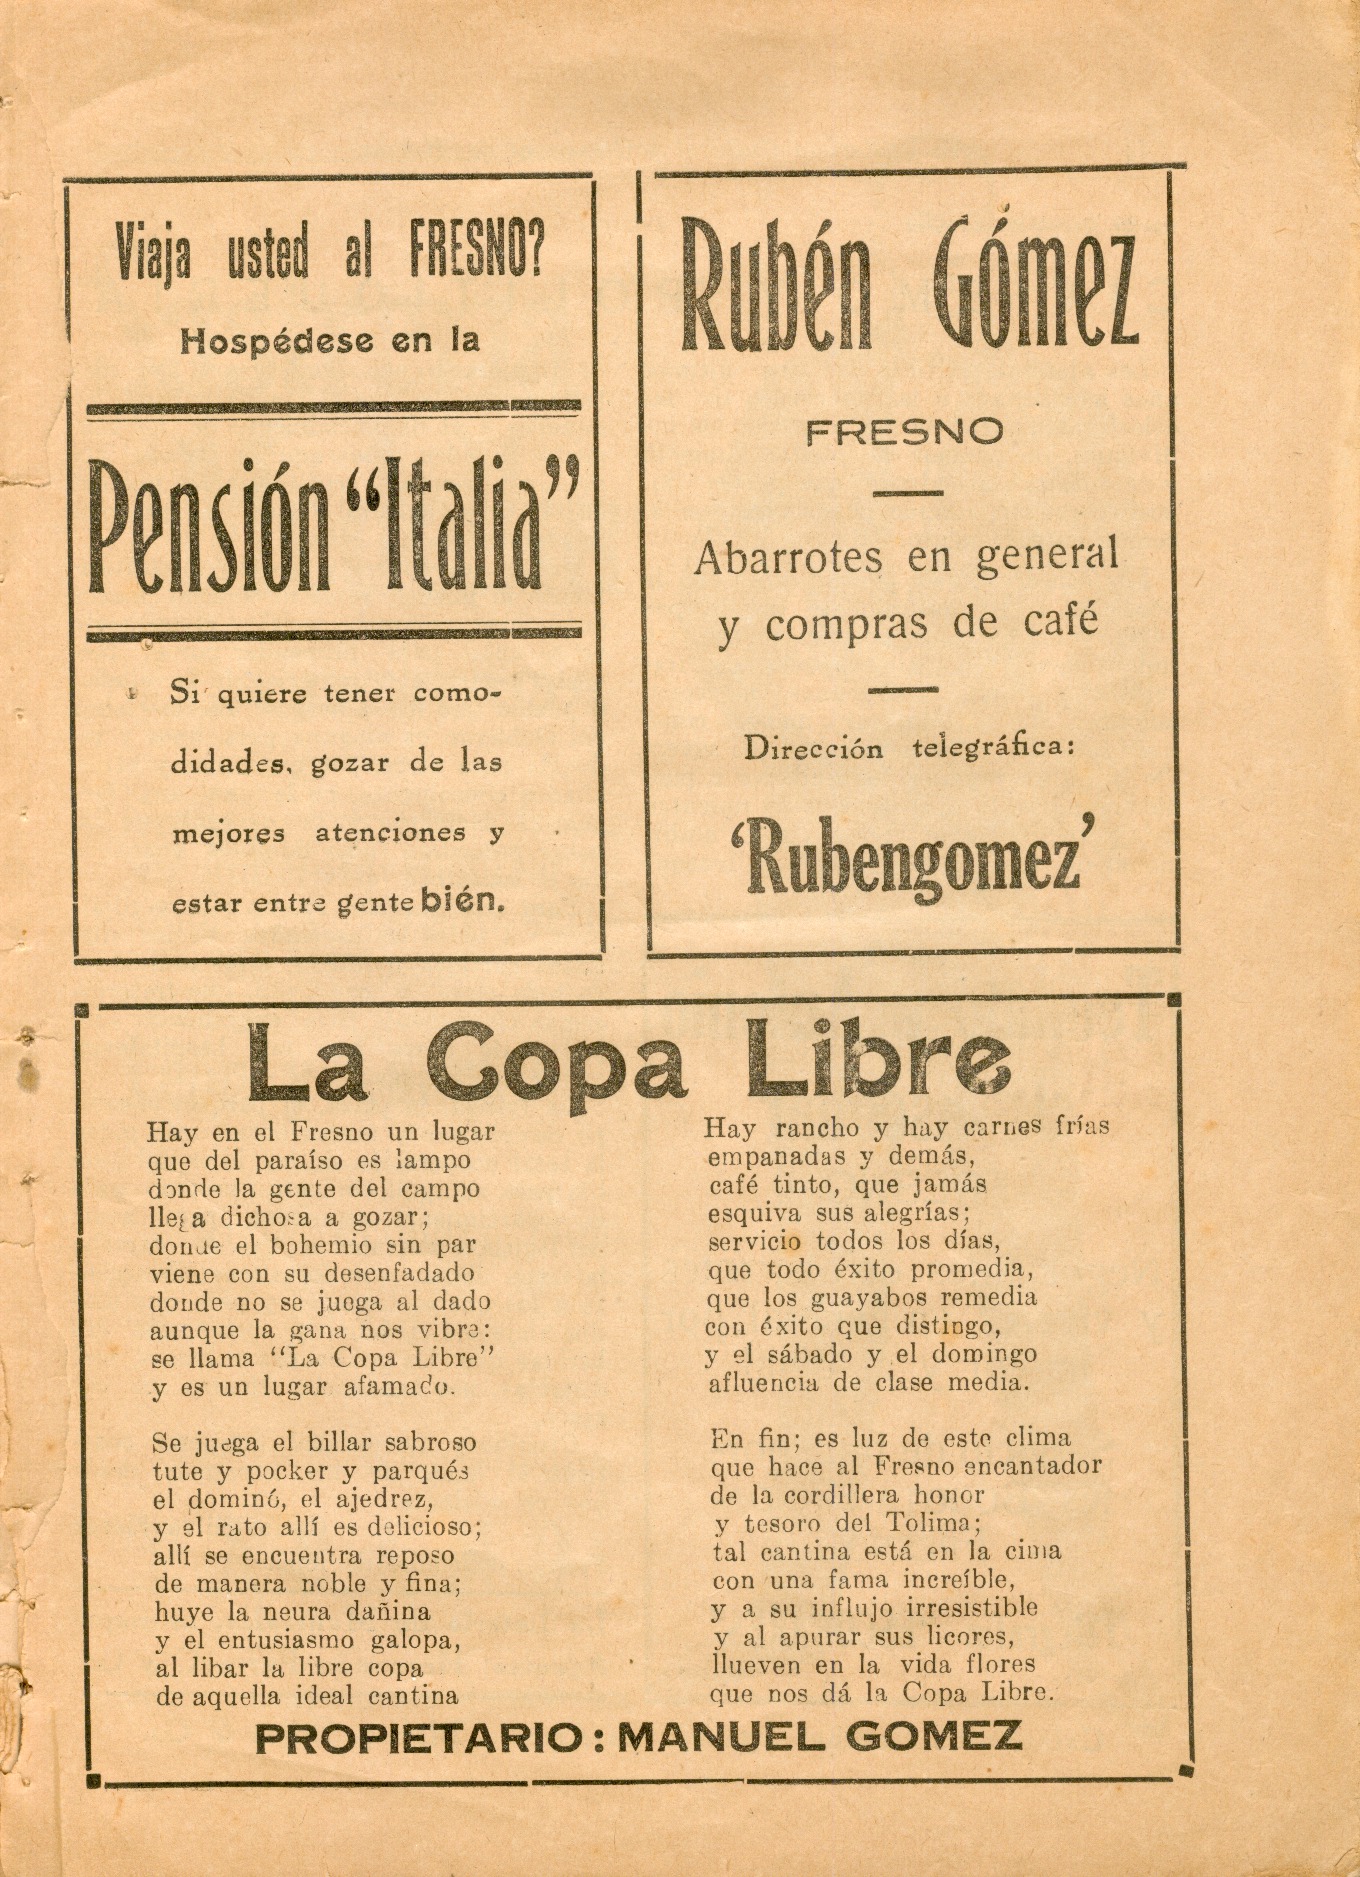 Viaja usted al FRESNO?
Hospédese en la
Pensión "Italia"
Si quiere tener como-
didades, gozar de las
mejores atenciones y
estar entre gente bién.
Rubén Gómez
FRESNO
Abarrotes en general
y compras de café
Dirección telegráfica:
'Rubengomez'
La Copa Libre
Hay en el Fresno un lugar
que del paraíso es lampo
donde la gente del campo
llega dichosa a gozar;
donde el bohemio sin par
viene con su desenfadado
donde no se juega al dado
aunque la gana nos vibre:
se llama "La Copa Libre"
y es un lugar afamado.
Se juega el billar sabroso
tute y pocker y parqués
el dominó, el ajedrez,
y el rato allí es delicioso;
allí se encuentra reposo
de manera noble y fina;
huye la neura dañina
y el entusiasmo galopa,
al libar la libre copa
de aquella ideal cantina
Hay rancho y hay carnes frías
empanadas y demás,
café tinto, que jamás
esquiva sus alegrías;
servicio todos los días,
que todo éxito promedia,
que los guayabos remedia
con éxito que distingo,
y el sábado y el domingo
afluencia de clase media.
En fin; es luz de este clima
que hace al Fresno encantador
de la cordillera honor
y tesoro del Tolima;
tal cantina está en la cima
con una fama increíble,
y a su influjo irresistible
y al apurar sus licores,
llueven en la vida flores
que nos dá la Copa Libre.
PROPIETARIO: MANUEL GOMEZ